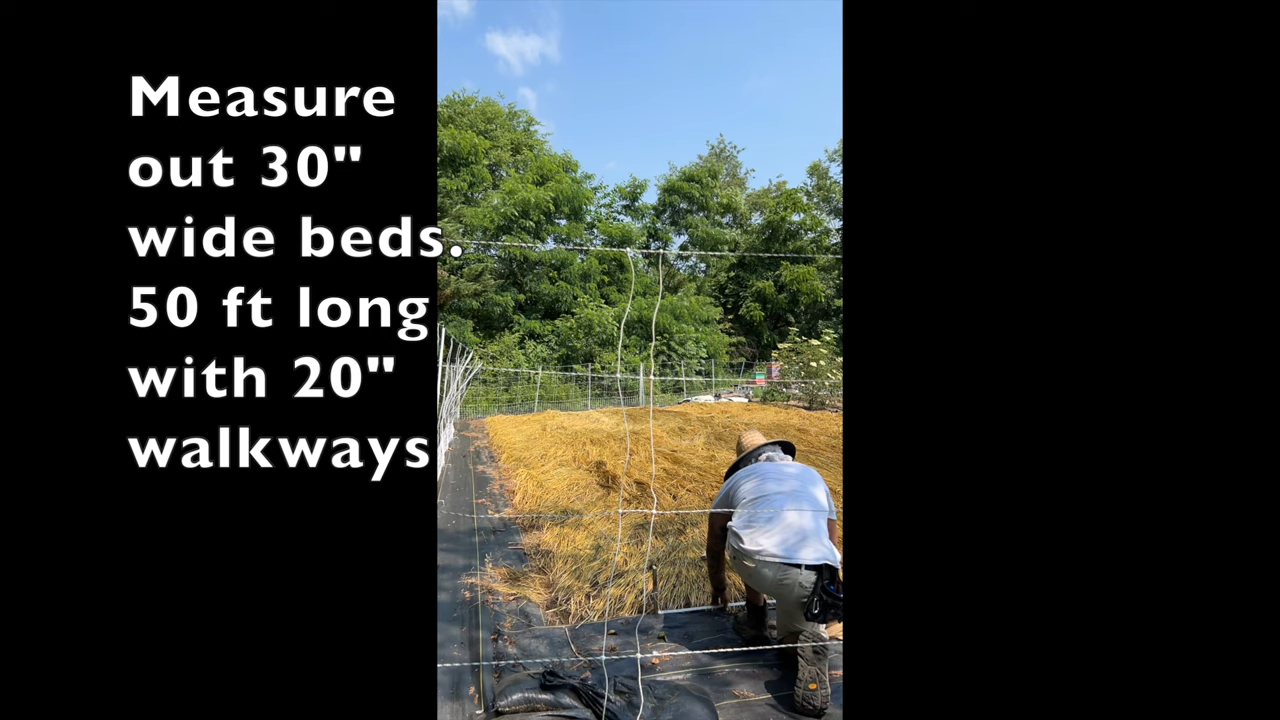 Measure
out 30"
wide beds.
50 ft long
with 20"
walkways